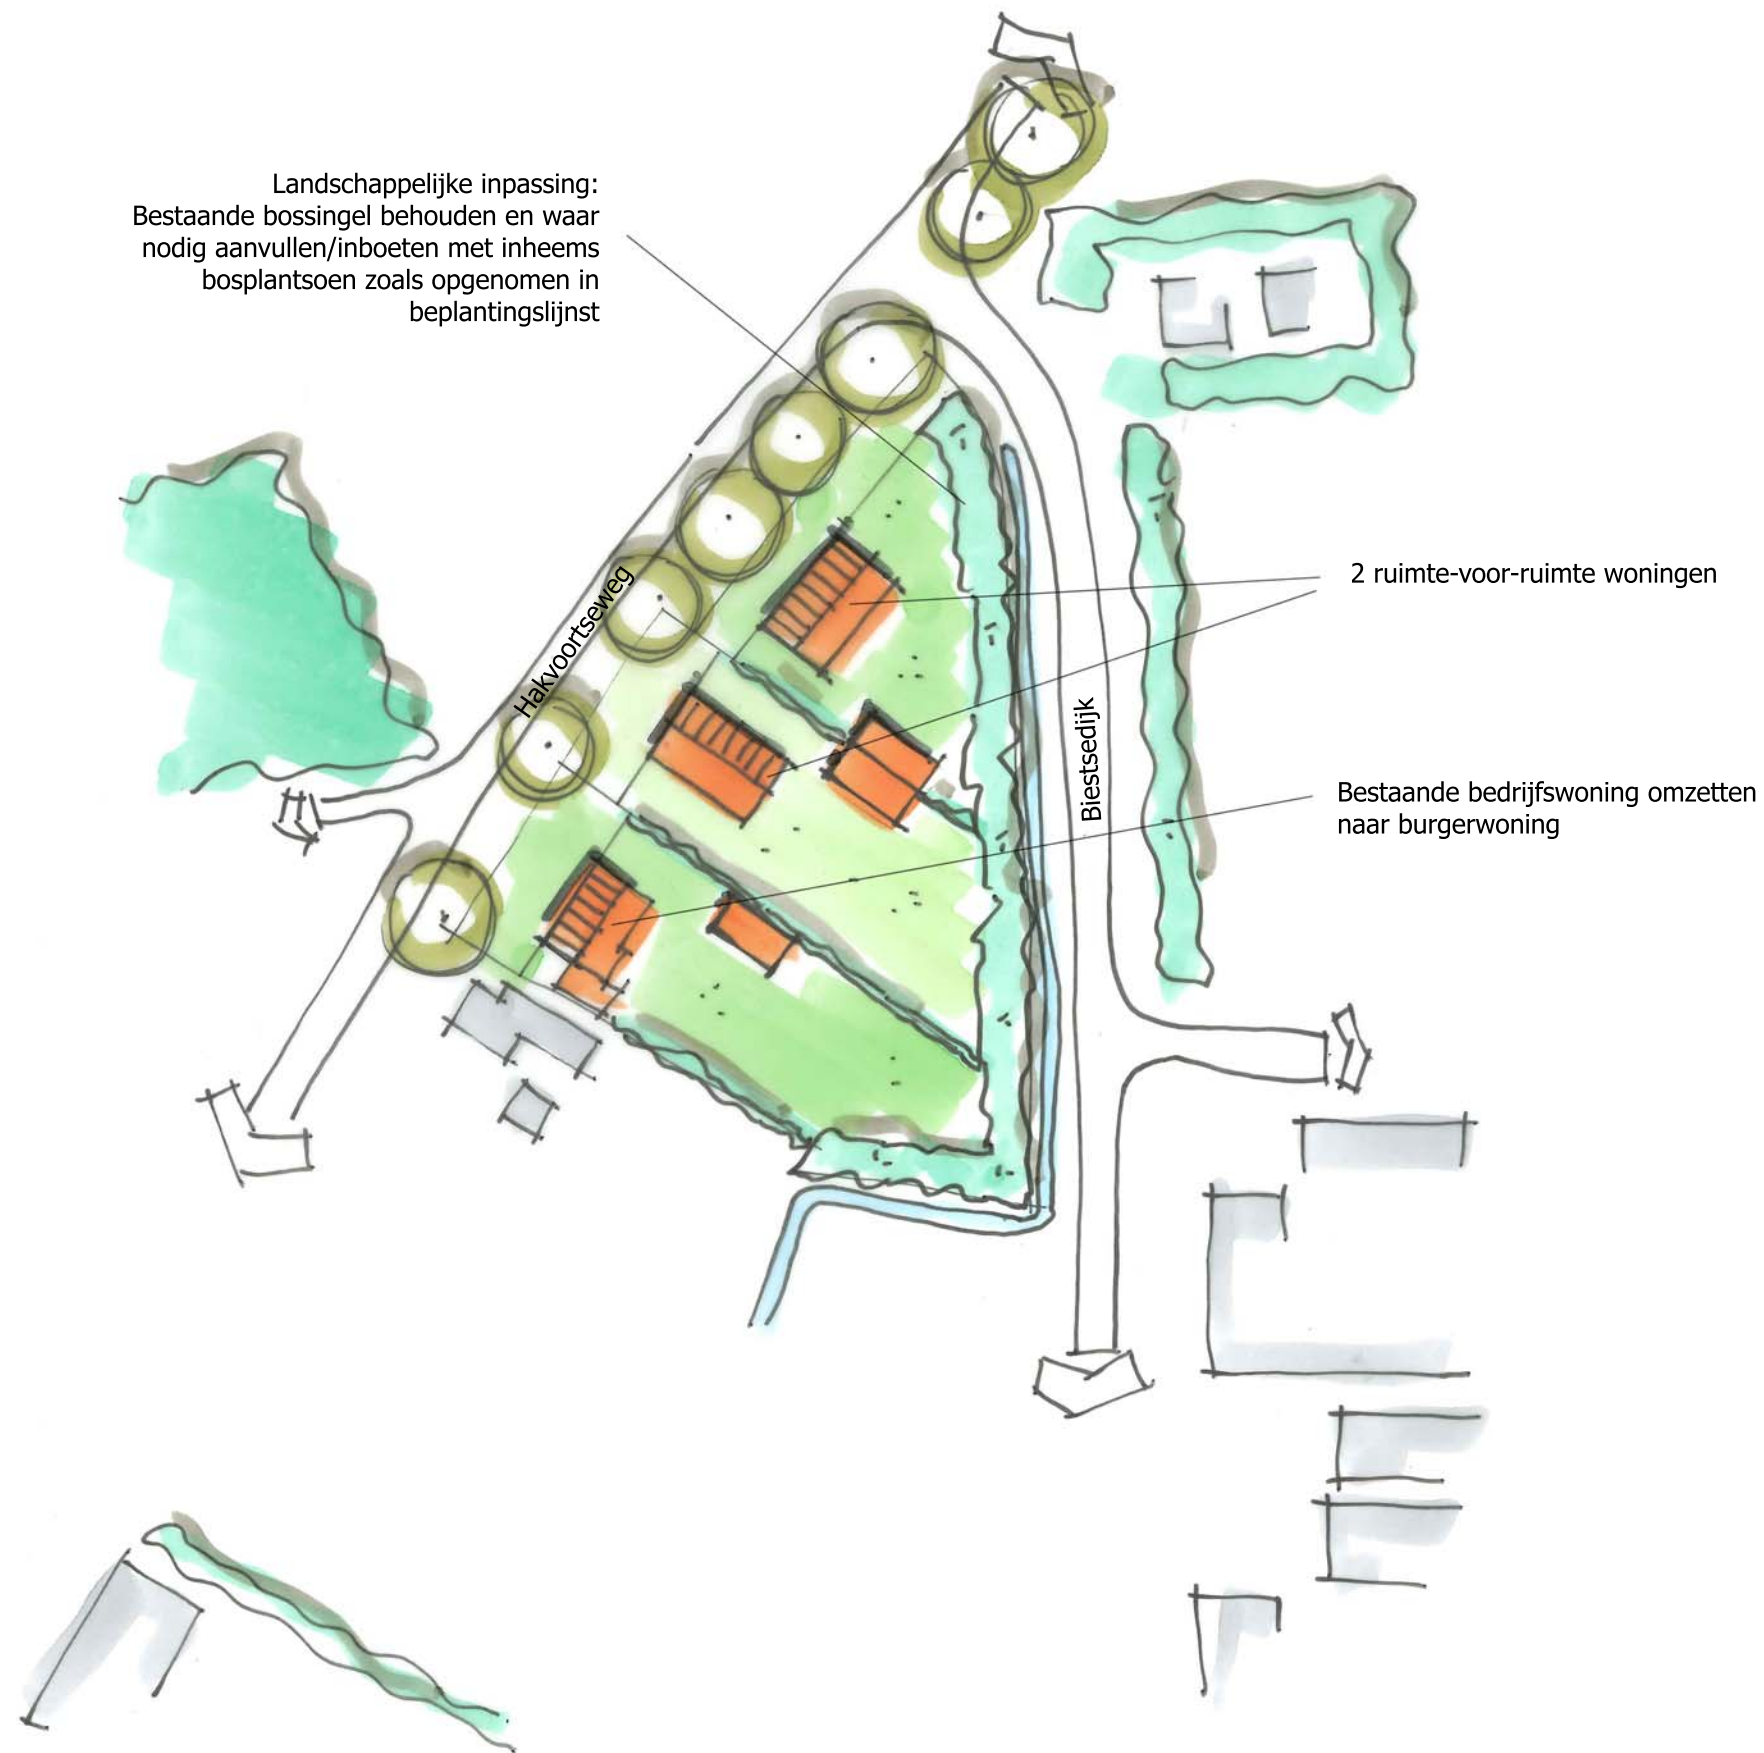 Landschappelijke inpassing:
Bestaande bossingel behouden en waar
nodig aanvullen/inboeten met inheems
bosplantsoen zoals opgenomen in
beplantingslijnst
Hakvoortseweg
2 ruimte-voor-ruimte woningen
Biestsedijk
Bestaande bedrijfswoning omzetten
naar burgerwoning